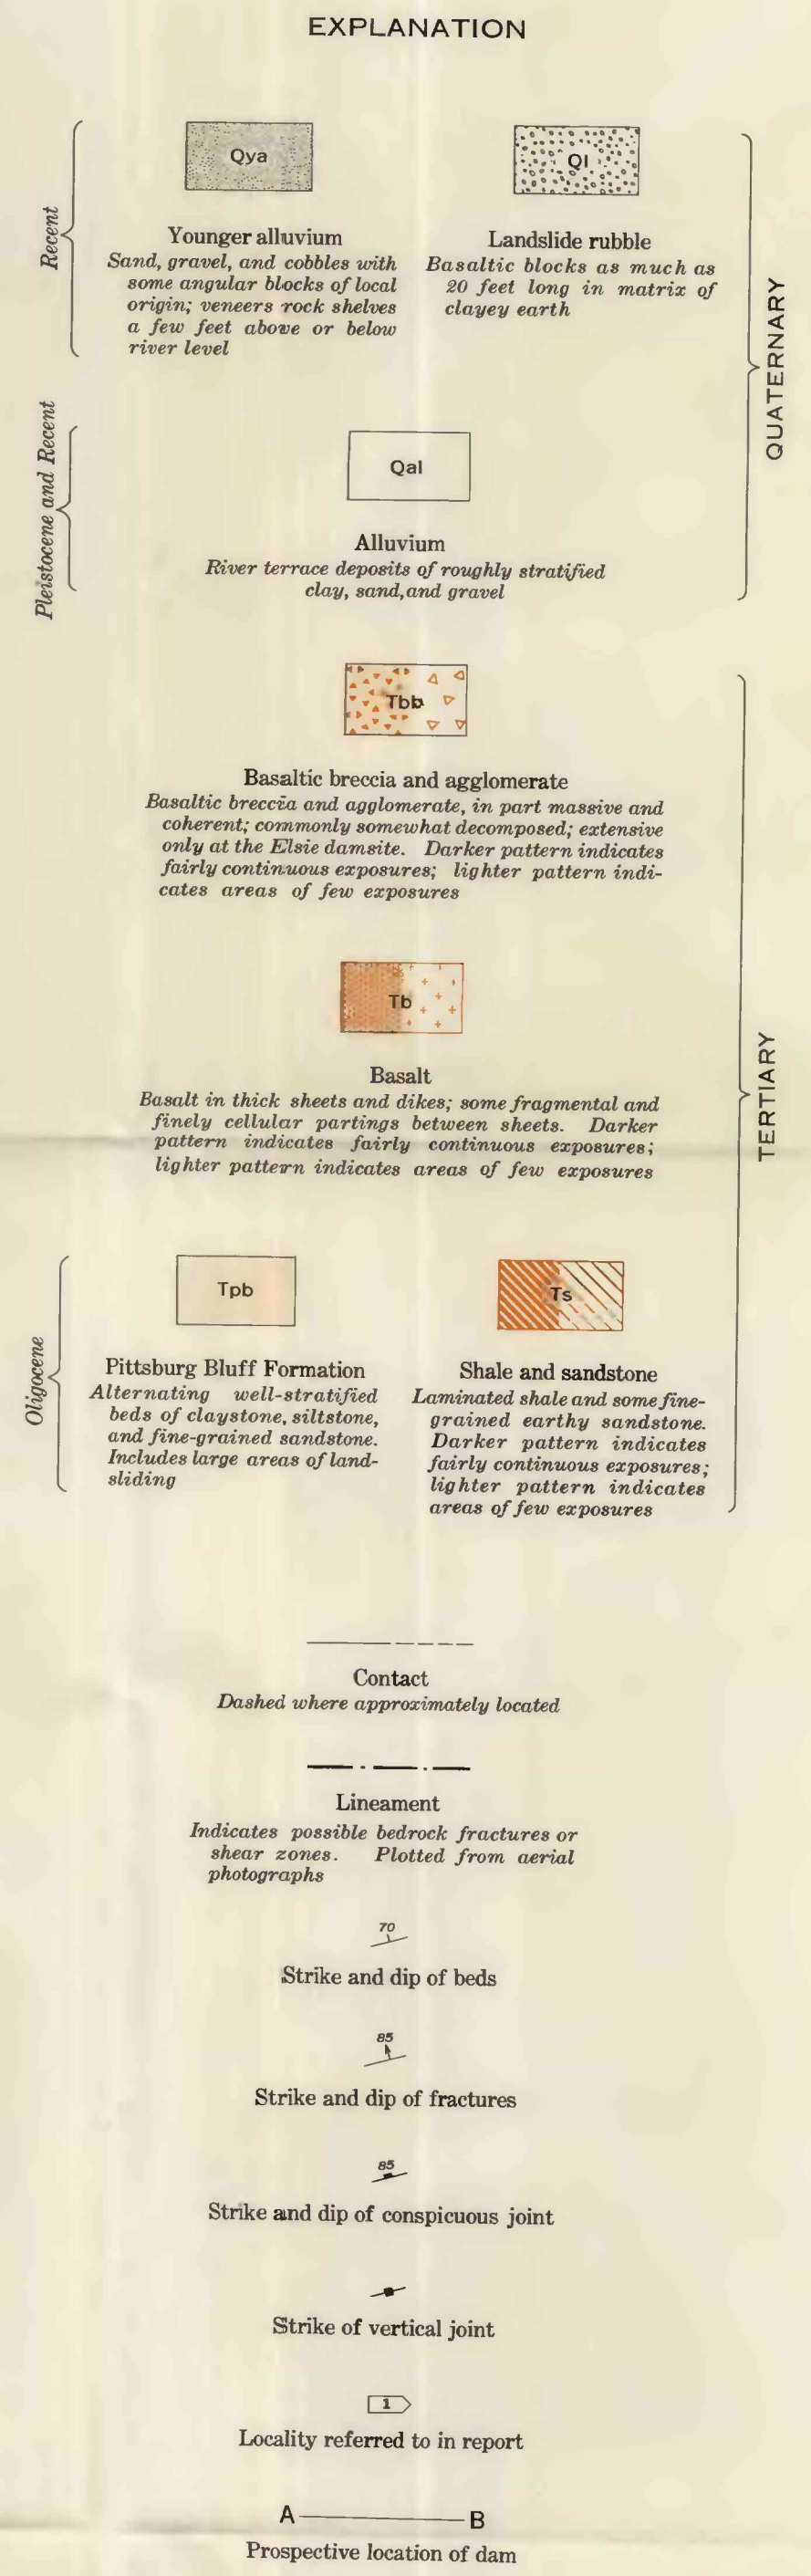 EXPLANATION
Recent
Qya
Younger alluvium
Sand, gravel, and cobbles with
some angular blocks of local
origin; veneers rock shelves
a few feet above or below
river level
Ql
Landslide rubble
Basaltic blocks as much as
20 feet long in matrix of
clayey earth
QUATERNARY
Pleistocene and Recent
Qal
Alluvium
River terrace deposits of roughly stratified
clay, sand, and gravel
Tbb
Basaltic breccia and agglomerate
Basaltic breccia and agglomerate, in part massive and
coherent; commonly somewhat decomposed; extensive
only at the Elsie damsite. Darker pattern indicates
fairly continuous exposures; lighter pattern indi-
cates areas of few exposures
Tb
Basalt
Basalt in thick sheets and dikes; some fragmental and
finely cellular partings between sheets. Darker
pattern indicates fairly continuous exposures;
lighter pattern indicates areas of few exposures
TERTIARY
Oligocene
Tpb
Pittsburg Bluff Formation
Alternating well-stratified
beds of claystone, siltstone,
and fine-grained sandstone.
Includes large areas of land-
sliding
Ts
Shale and sandstone
Laminated shale and some fine-
grained earthy sandstone.
Darker pattern indicates
fairly continuous exposures;
lighter pattern indicates
areas of few exposures
Contact
Dashed where approximately located
Lineament
Indicates possible bedrock fractures or
shear zones. Plotted from aerial
photographs
70
Strike and dip of beds
85
Strike and dip of fractures
85
Strike and dip of conspicuous joint
Strike of vertical joint
1
Locality referred to in report
A B
Prospective location of dam